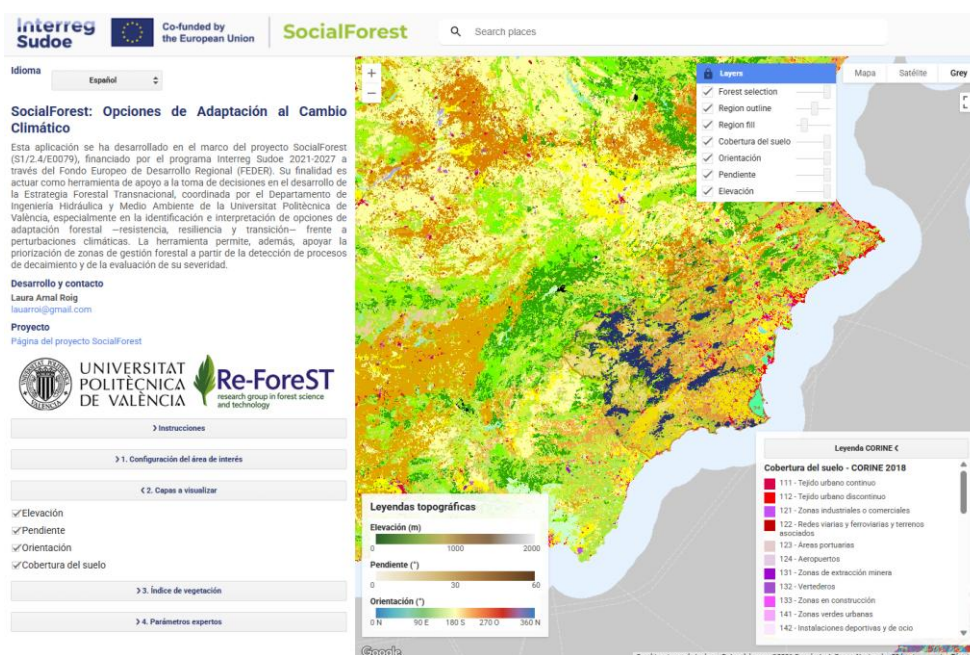 Interreg
Sudoe
Co-funded by
the European Union
SocialForest
Search places
Idioma
Español
SocialForest: Opciones de Adaptación al Cambio
Climático
Esta aplicación se ha desarrollado en el marco del proyecto SocialForest
(S1/2.4/E0079), financiado por el programa Interreg Sudoe 2021-2027 a
través del Fondo Europeo de Desarrollo Regional (FEDER). Su finalidad es
actuar como herramienta de apoyo a la toma de decisiones en el desarrollo de
la Estrategia Forestal Transnacional, coordinada por el Departamento de
Ingeniería Hidráulica y Medio Ambiente de la Universitat Politècnica de
València, especialmente en la identificación e interpretación de opciones de
adaptación forestal —resistencia, resiliencia y transición— frente a
perturbaciones climáticas. La herramienta permite, además, apoyar la
priorización de zonas de gestión forestal a partir de la detección de procesos
de decaimiento y de la evaluación de su severidad.
Desarrollo y contacto
Laura Arnal Roig
lauarroi@gmail.com
Proyecto
Página del proyecto SocialForest
UNIVERSITAT
POLITÈCNICA
DE VALÈNCIA
Re-ForeST
research group in forest science
and technology
❯ Instrucciones
❯ 1. Configuración del área de interés
❮ 2. Capas a visualizar
Elevación
Pendiente
Orientación
Cobertura del suelo
❯ 3. Índice de vegetación
❯ 4. Parámetros expertos
+
−
Layers
Forest selection
Region outline
Region fill
Cobertura del suelo
Orientación
Pendiente
Elevación
Mapa
Satélite
Grey
Leyendas topográficas
Elevación (m)
0 1000 2000
Pendiente (°)
0 30 60
Orientación (°)
0 N 90 E 180 S 270 O 360 N
Google
Leyenda CORINE ❮
Cobertura del suelo - CORINE 2018
111 - Tejido urbano continuo
112 - Tejido urbano discontinuo
121 - Zonas industriales o comerciales
122 - Redes viarias y ferroviarias y terrenos
asociados
123 - Áreas portuarias
124 - Aeropuertos
131 - Zonas de extracción minera
132 - Vertederos
133 - Zonas en construcción
141 - Zonas verdes urbanas
142 - Instalaciones deportivas y de ocio